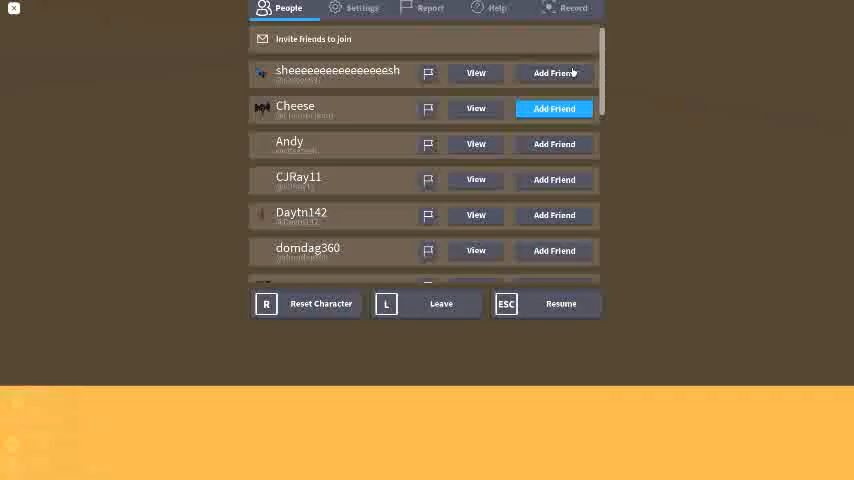 People
Settings
Report
Help
Record
Invite friends to join
sheeeeeeeeeeeeeeeesh
View
Add Friend
Cheese
View
Add Friend
Andy
View
Add Friend
CJRay11
View
Add Friend
Daytn142
View
Add Friend
domdag360
View
Add Friend
R
Reset Character
L
Leave
ESC
Resume